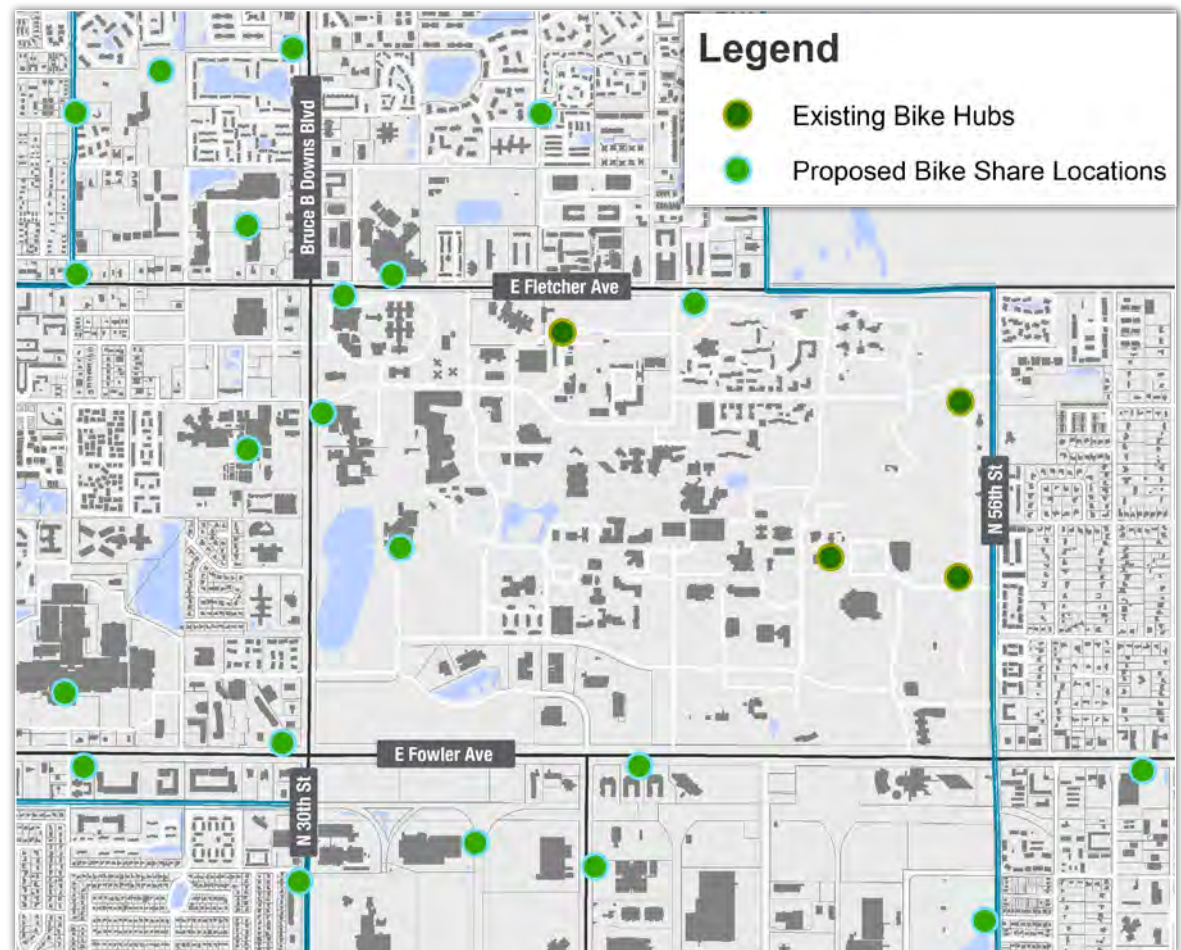 Legend
Existing Bike Hubs
Proposed Bike Share Locations
Bruce B Downs Blvd
E Fletcher Ave
N 56th St
E Fowler Ave
N 30th St